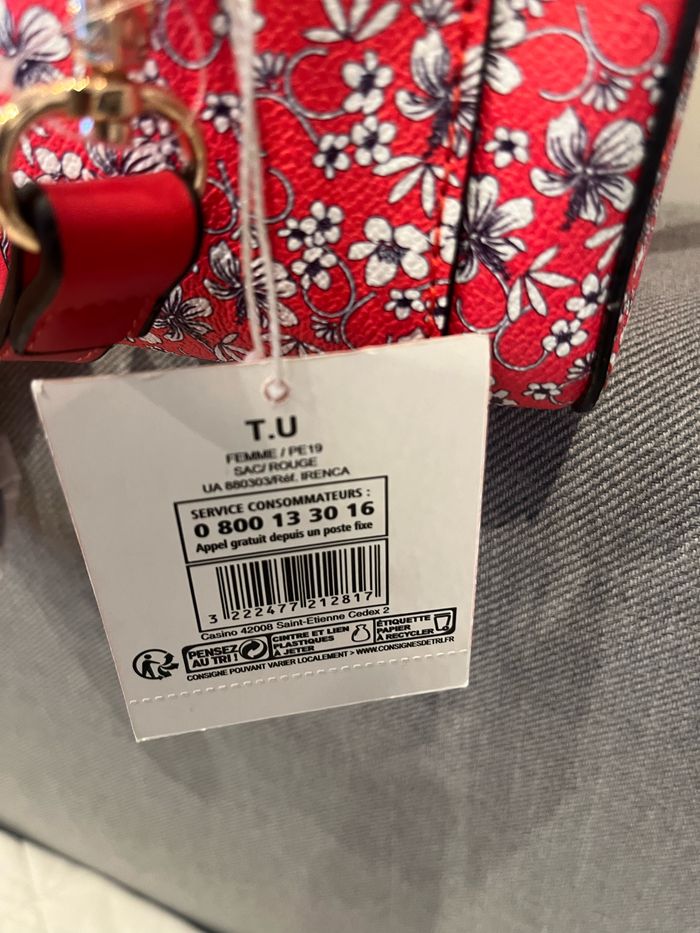 T.U
FEMME / PE19
SAC/ ROUGE
UA 880303/Réf. IRENCA
SERVICE CONSOMMATEURS :
0 800 13 30 16
Appel gratuit depuis un poste fixe
3 222477 212817
Casino 42008 Saint-Etienne Cedex 2
PENSEZ
AU TRI !
CINTRE ET LIEN
PLASTIQUES
À JETER
ÉTIQUETTE
PAPIER
À RECYCLER
CONSIGNE POUVANT VARIER LOCALEMENT > WWW.CONSIGNESDETRI.FR